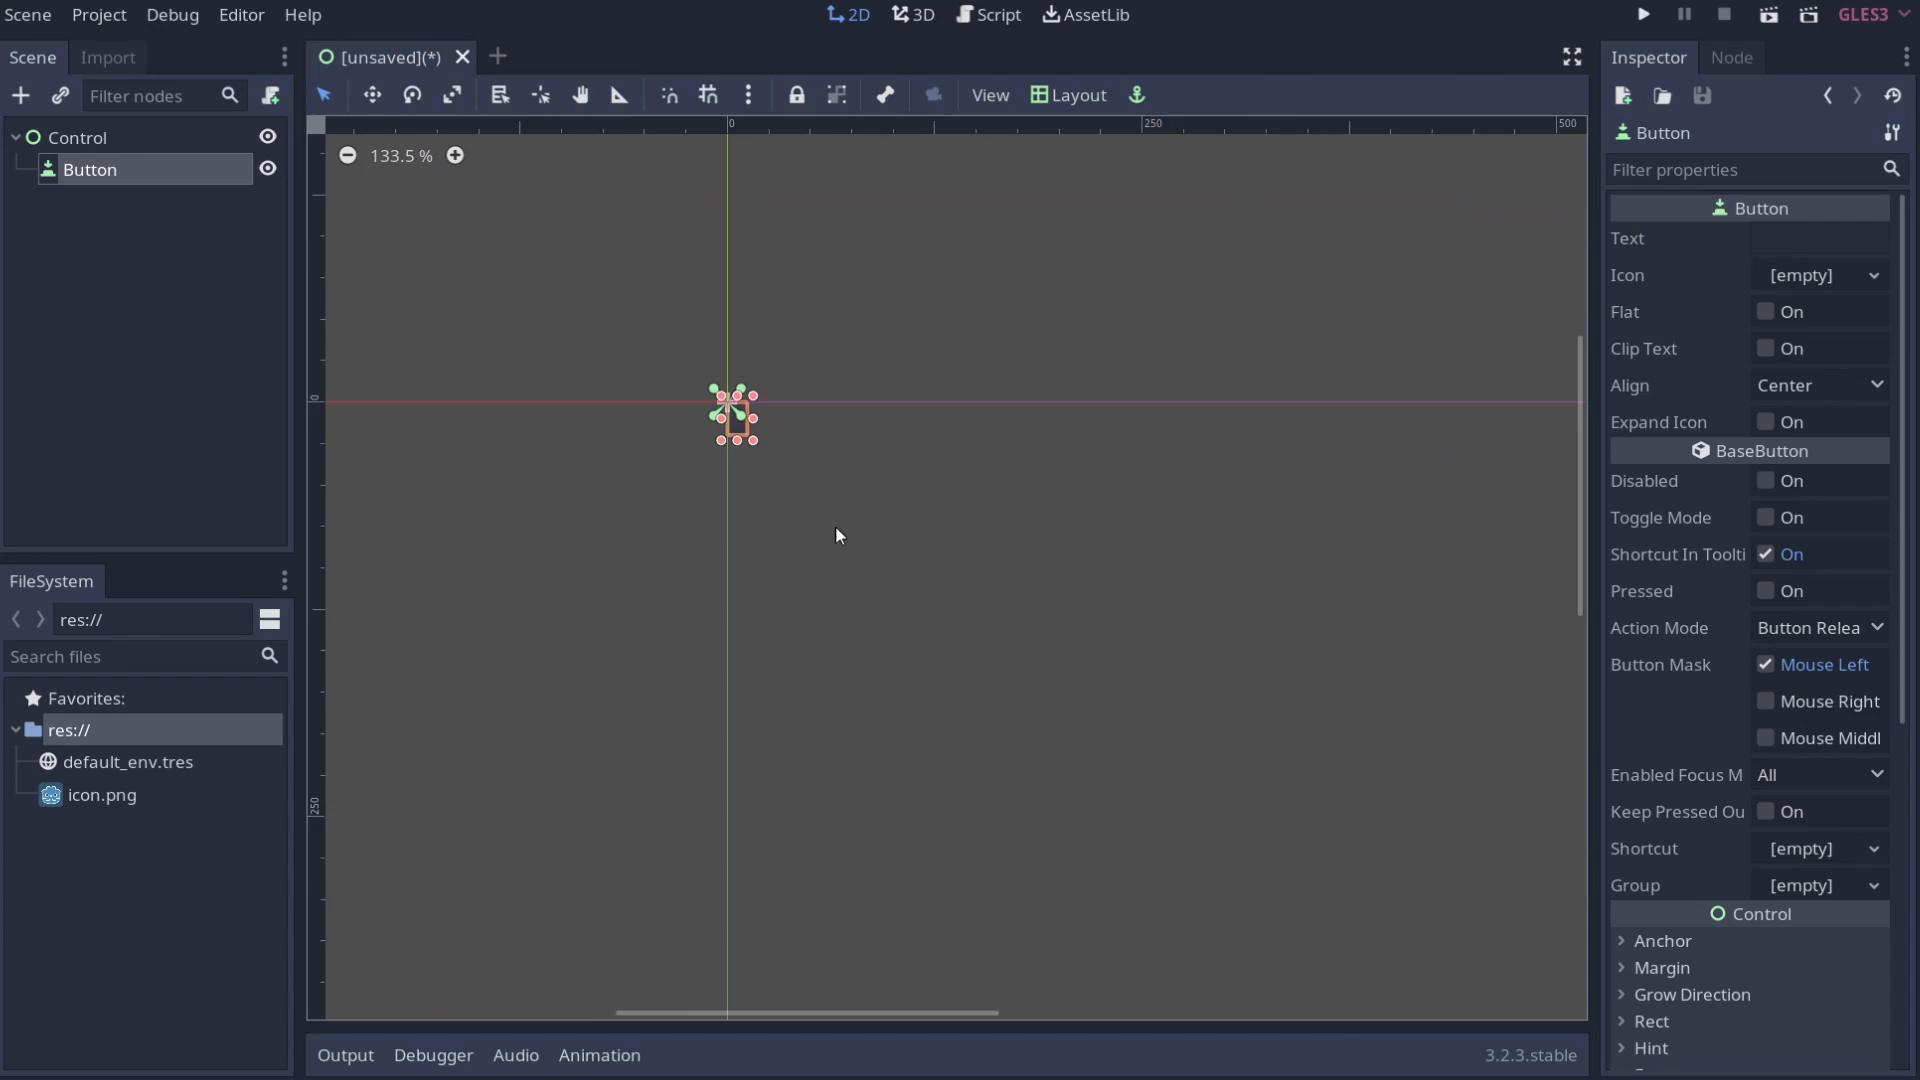 Scene Project Debug Editor Help
2D 3D Script AssetLib
GLES3
Scene Import
Filter nodes
Control
Button
FileSystem
res://
Search files
Favorites:
res://
default_env.tres
icon.png
[unsaved](*)
View Layout
0 250 500
133.5 %
0
250
Output Debugger Audio Animation 3.2.3.stable
Inspector Node
Button
Filter properties
Button
Text
Icon [empty]
Flat On
Clip Text On
Align Center
Expand Icon On
BaseButton
Disabled On
Toggle Mode On
Shortcut In Toolti On
Pressed On
Action Mode Button Relea
Button Mask Mouse Left
Mouse Right
Mouse Middl
Enabled Focus M All
Keep Pressed Ou On
Shortcut [empty]
Group [empty]
Control
Anchor
Margin
Grow Direction
Rect
Hint